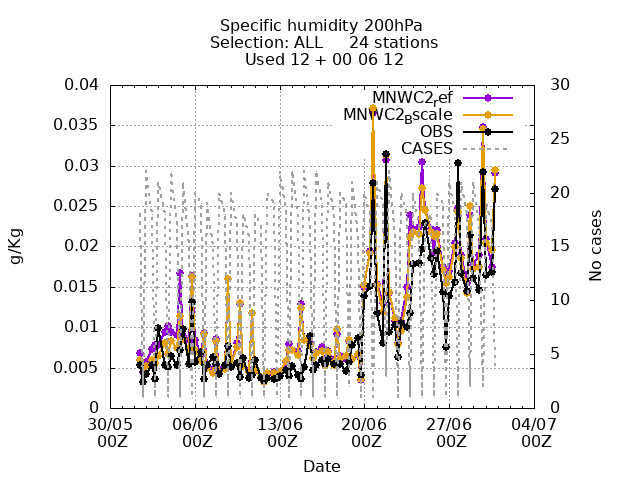 Specific humidity 200hPa
Selection: ALL 24 stations
Used 12 + 00 06 12
0.04 30
MNWC2ref
MNWC2Bscale
OBS
CASES
0.035 25
0.03
0.025 20
0.02
0.015 15
0.01 10
0.005 5
0 0
g/Kg
No cases
30/05 06/06 13/06 20/06 27/06 04/07
00Z 00Z 00Z 00Z 00Z 00Z
Date